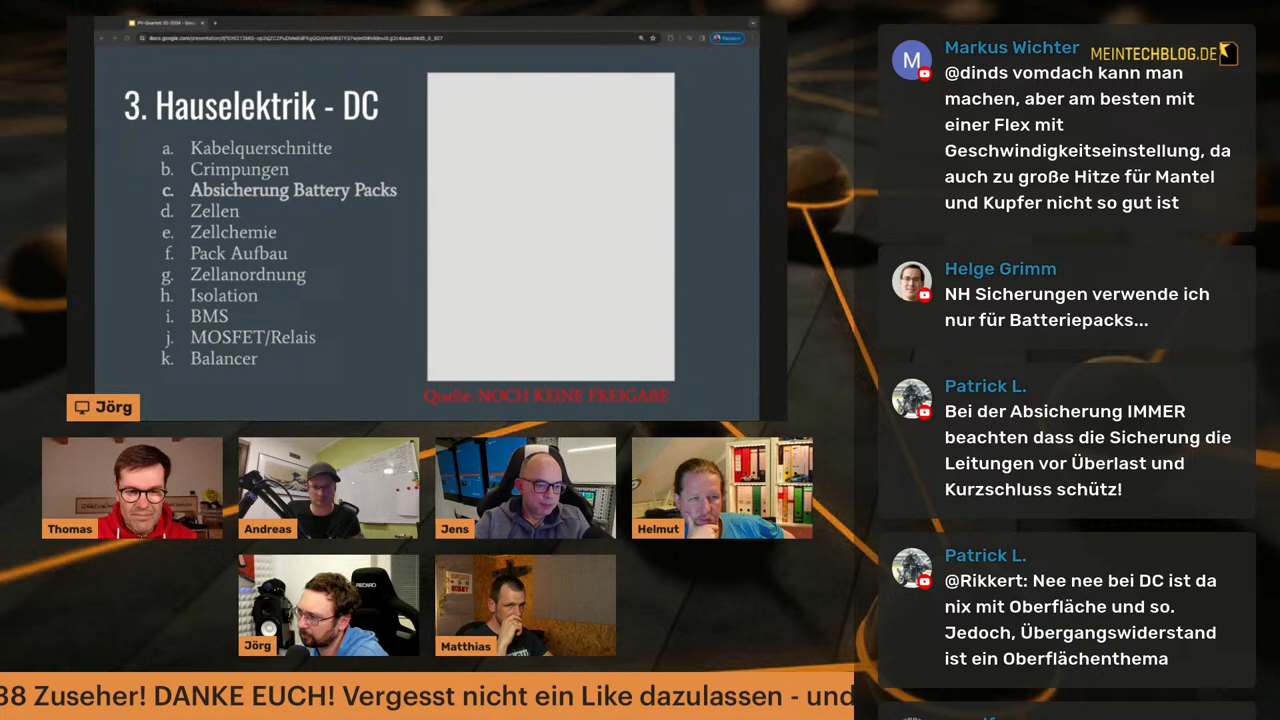 3. Hauselektrik - DC
a. Kabelquerschnitte
b. Crimpungen
c. Absicherung Battery Packs
d. Zellen
e. Zellchemie
f. Pack Aufbau
g. Zellanordnung
h. Isolation
i. BMS
j. MOSFET/Relais
k. Balancer
Quelle: NOCH KEINE FREIGABE
Jörg
Thomas
Andreas
Jens
Helmut
Jörg
Matthias
RECARO
38 Zuseher! DANKE EUCH! Vergesst nicht ein Like dazulassen - und
MEINTECHBLOG.DE
M
Markus Wichter
@dinds vomdach kann man
machen, aber am besten mit
einer Flex mit
Geschwindigkeitseinstellung, da
auch zu große Hitze für Mantel
und Kupfer nicht so gut ist
Helge Grimm
NH Sicherungen verwende ich
nur für Batteriepacks...
Patrick L.
Bei der Absicherung IMMER
beachten dass die Sicherung die
Leitungen vor Überlast und
Kurzschluss schütz!
Patrick L.
@Rikkert: Nee nee bei DC ist da
nix mit Oberfläche und so.
Jedoch, Übergangswiderstand
ist ein Oberflächenthema